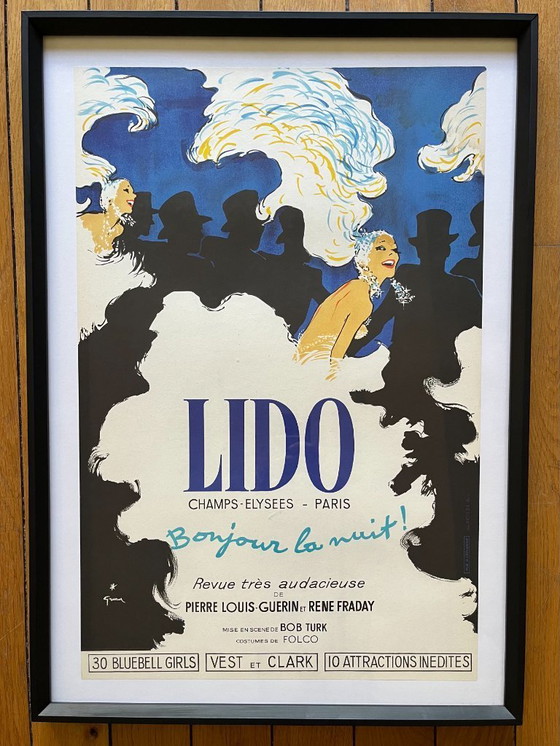 LIDO
CHAMPS-ELYSEES - PARIS
Bonjour la nuit!
Revue très audacieuse
DE
PIERRE LOUIS-GUERIN ET RENE FRADAY
MISE EN SCENE DE BOB TURK
COSTUMES DE FOLCO
Gruau
30 BLUEBELL GIRLS
VEST ET CLARK
10 ATTRACTIONS INEDITES